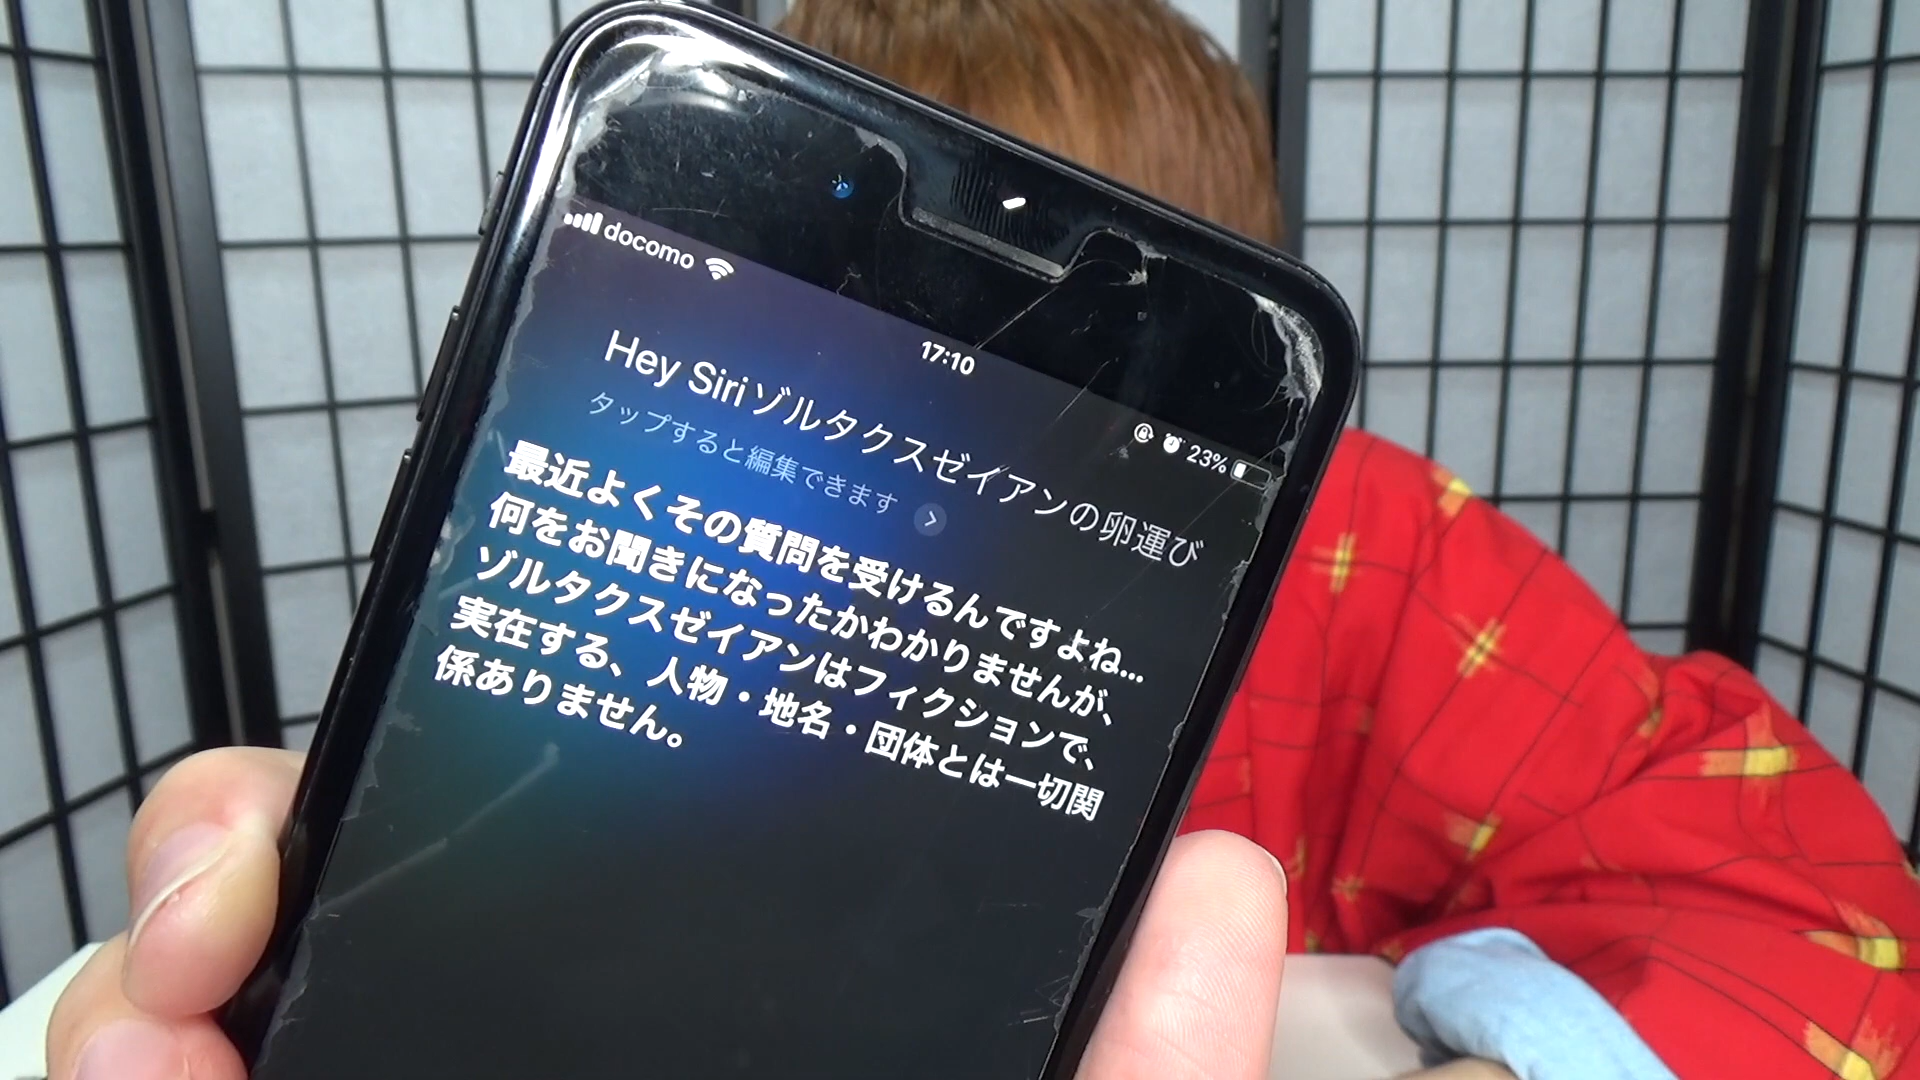 docomo
17:10
23%
Hey Siriゾルタクスゼイアンの卵運び
タップすると編集できます
最近よくその質問を受けるんですよね...
何をお聞きになったかわかりませんが、
ゾルタクスゼイアンはフィクションで、
実在する、人物・地名・団体とは一切関
係ありません。